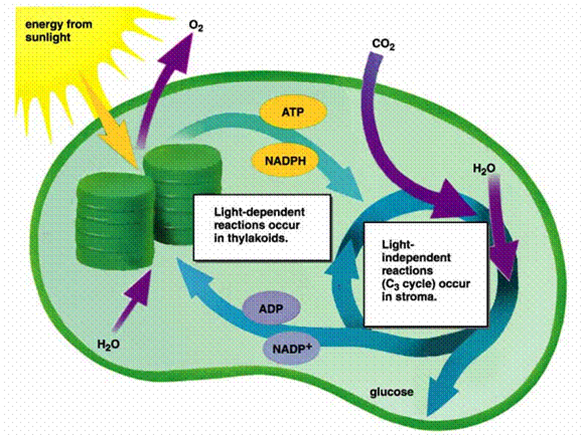 energy from
sunlight
O₂
CO₂
ATP
NADPH
H₂O
Light-dependent
reactions occur
in thylakoids.
Light-
independent
reactions
(C₃ cycle) occur
in stroma.
ADP
NADP⁺
H₂O
glucose